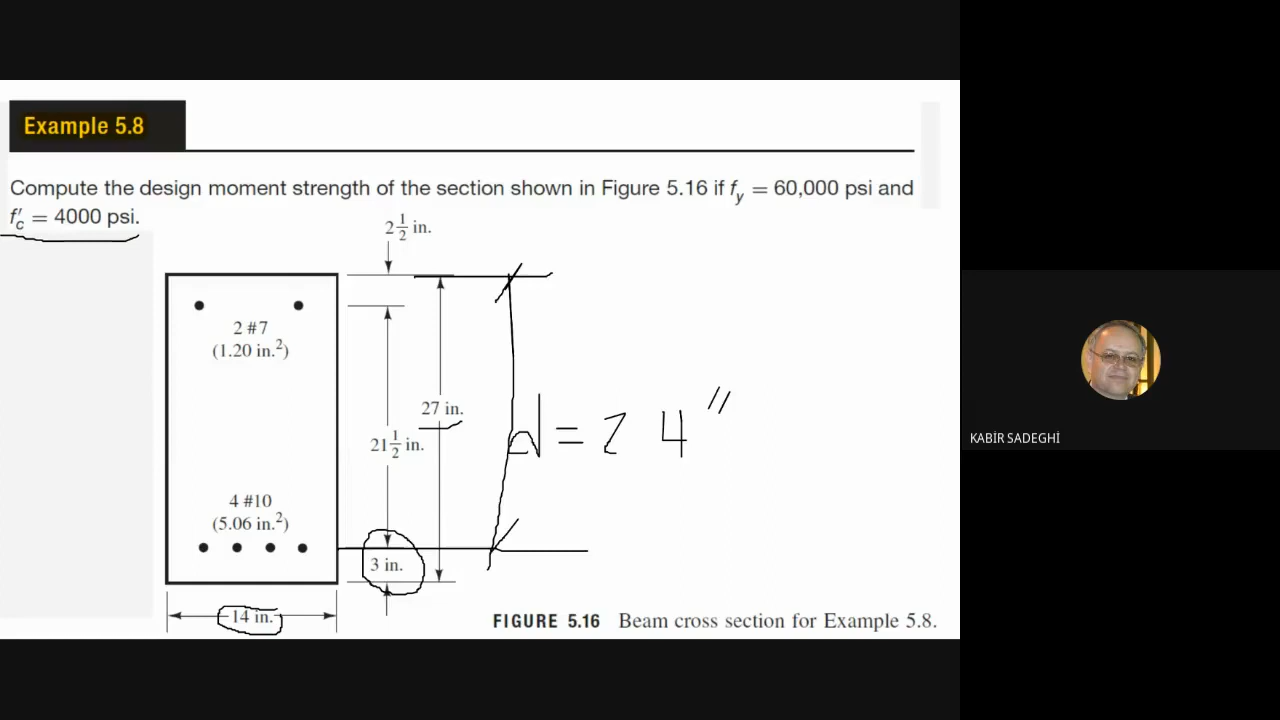 Example 5.8
Compute the design moment strength of the section shown in Figure 5.16 if fy = 60,000 psi and
f′c = 4000 psi.
2 1/2 in.
2 #7
(1.20 in.²)
27 in.
d = 24"
21 1/2 in.
4 #10
(5.06 in.²)
3 in.
14 in.
FIGURE 5.16 Beam cross section for Example 5.8.
KABİR SADEGHİ